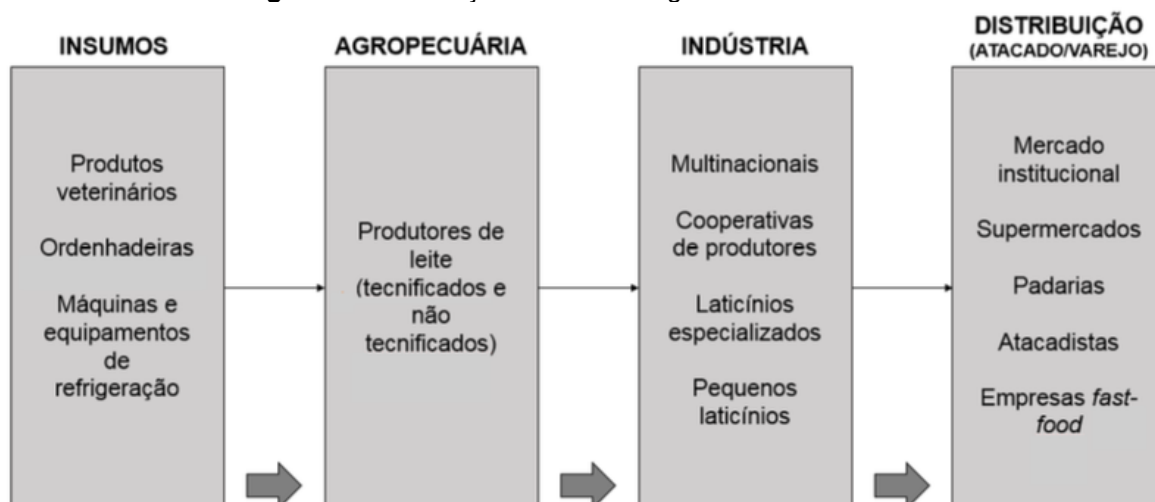 INSUMOS
Produtos
veterinários
Ordenhadeiras
Máquinas e
equipamentos
de
refrigeração
AGROPECUÁRIA
Produtores de
leite
(tecnificados e
não
tecnificados)
INDÚSTRIA
Multinacionais
Cooperativas
de produtores
Laticínios
especializados
Pequenos
laticínios
DISTRIBUIÇÃO
(ATACADO/VAREJO)
Mercado
institucional
Supermercados
Padarias
Atacadistas
Empresas fast-
food